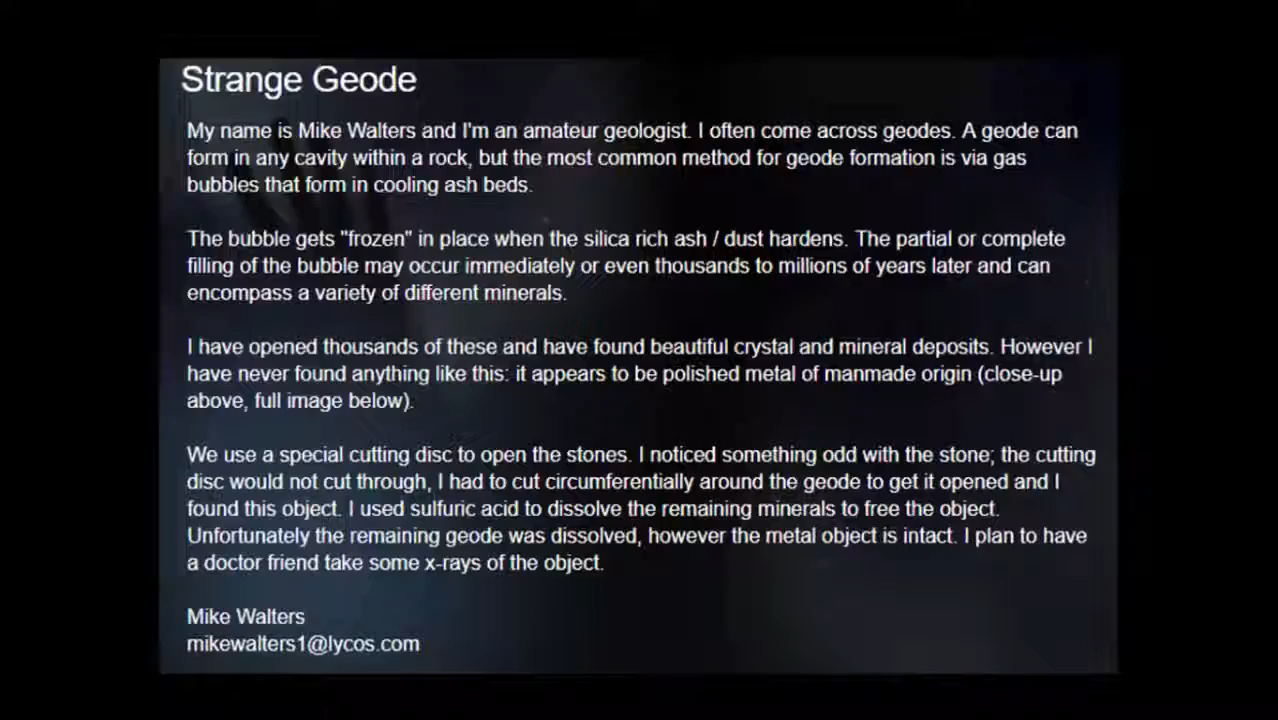 Strange Geode
My name is Mike Walters and I'm an amateur geologist. I often come across geodes. A geode can
form in any cavity within a rock, but the most common method for geode formation is via gas
bubbles that form in cooling ash beds.
The bubble gets "frozen" in place when the silica rich ash / dust hardens. The partial or complete
filling of the bubble may occur immediately or even thousands to millions of years later and can
encompass a variety of different minerals.
I have opened thousands of these and have found beautiful crystal and mineral deposits. However I
have never found anything like this: it appears to be polished metal of manmade origin (close-up
above, full image below).
We use a special cutting disc to open the stones. I noticed something odd with the stone; the cutting
disc would not cut through, I had to cut circumferentially around the geode to get it opened and I
found this object. I used sulfuric acid to dissolve the remaining minerals to free the object.
Unfortunately the remaining geode was dissolved, however the metal object is intact. I plan to have
a doctor friend take some x-rays of the object.
Mike Walters
mikewalters1@lycos.com